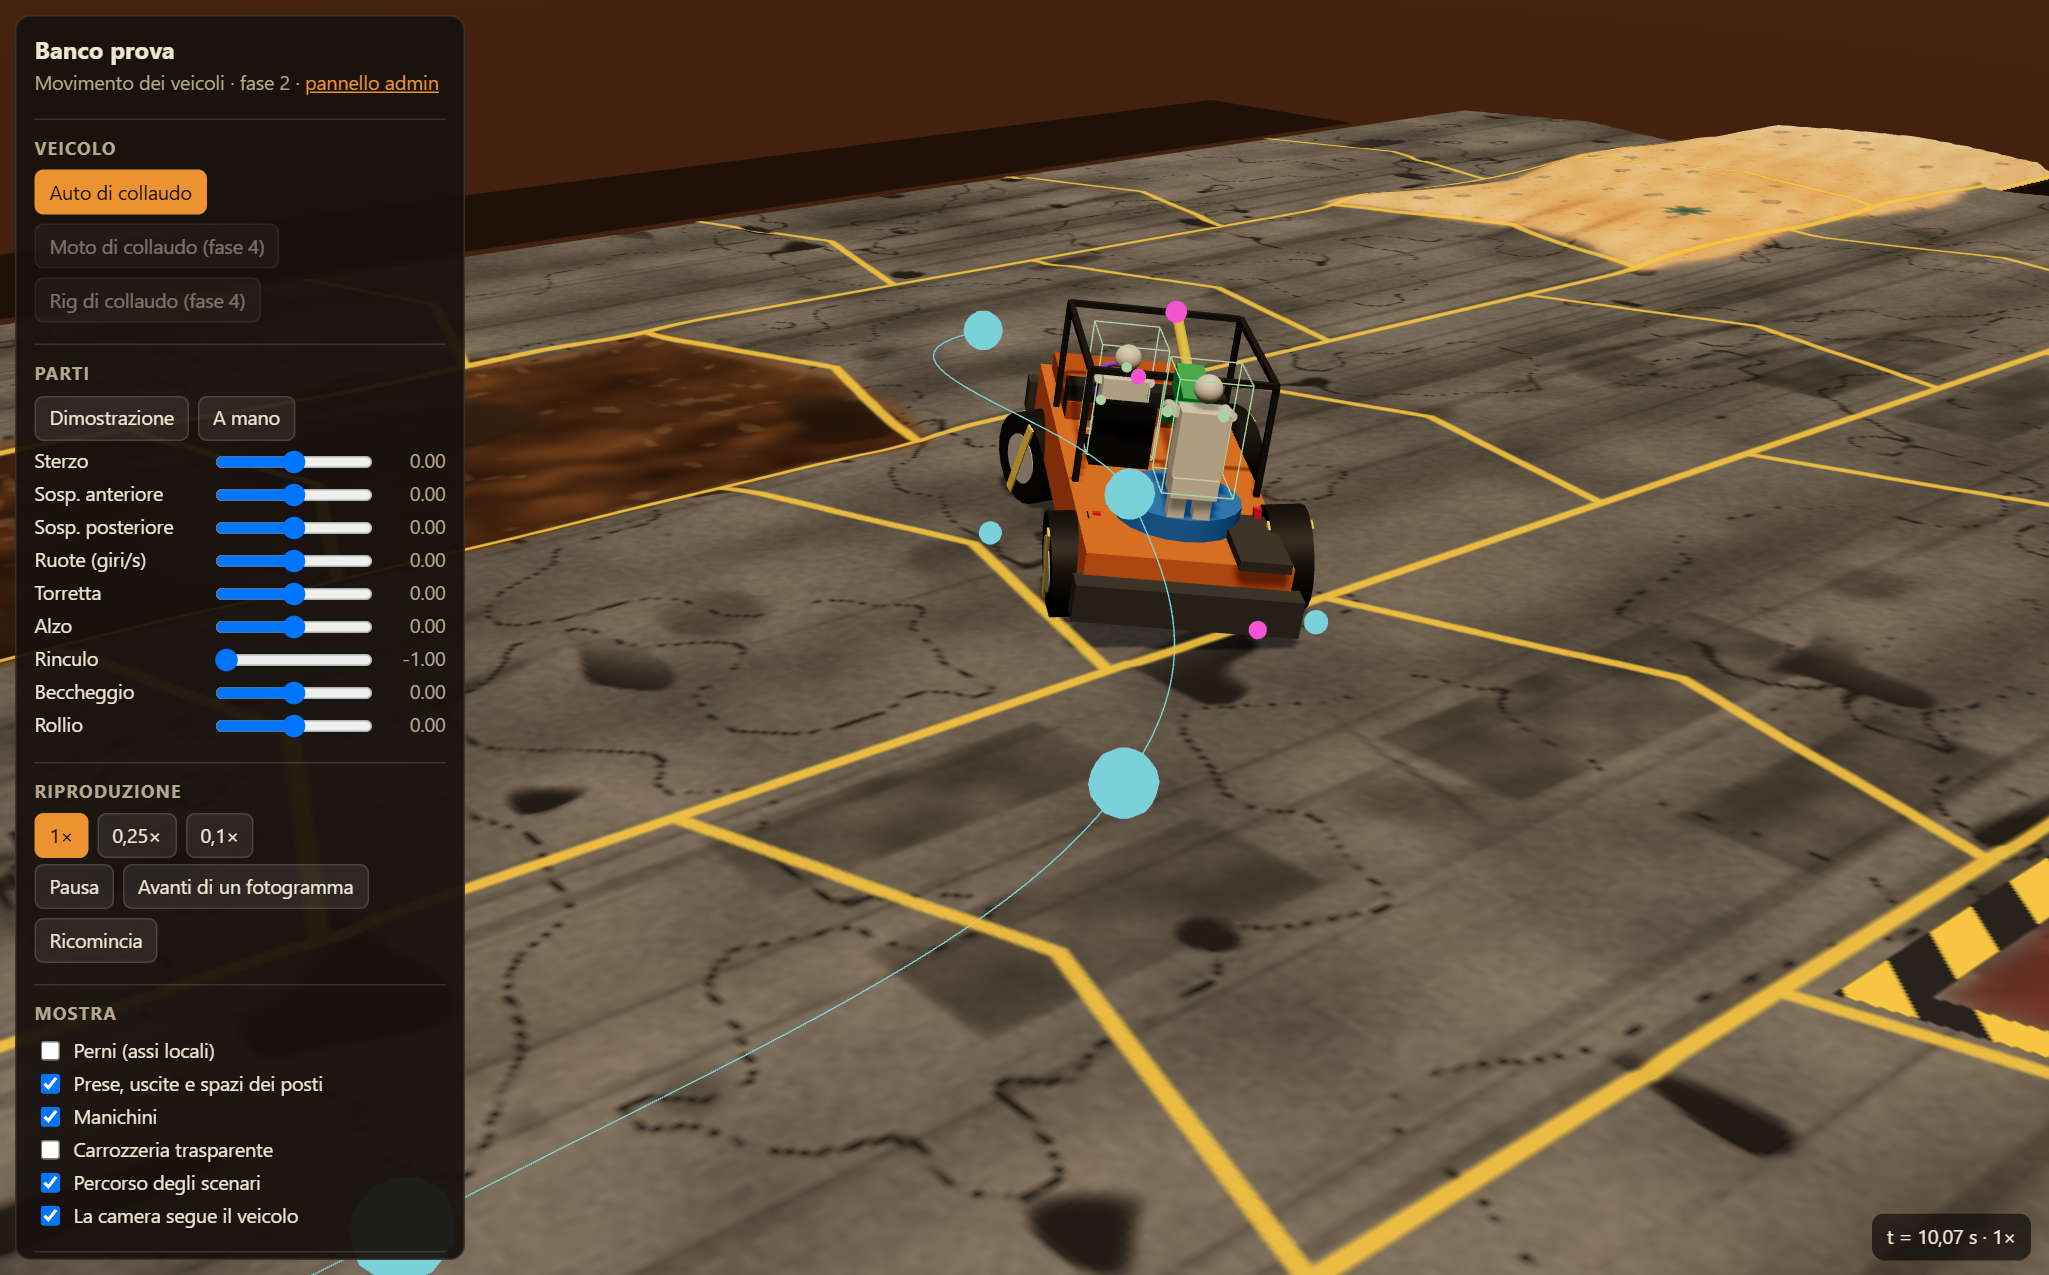 Banco prova
Movimento dei veicoli · fase 2 · pannello admin
VEICOLO
Auto di collaudo
Moto di collaudo (fase 4)
Rig di collaudo (fase 4)
PARTI
Dimostrazione A mano
Sterzo 0.00
Sosp. anteriore 0.00
Sosp. posteriore 0.00
Ruote (giri/s) 0.00
Torretta 0.00
Alzo 0.00
Rinculo -1.00
Beccheggio 0.00
Rollio 0.00
RIPRODUZIONE
1× 0,25× 0,1×
Pausa Avanti di un fotogramma
Ricomincia
MOSTRA
Perni (assi locali)
Prese, uscite e spazi dei posti
Manichini
Carrozzeria trasparente
Percorso degli scenari
La camera segue il veicolo
t = 10,07 s · 1×